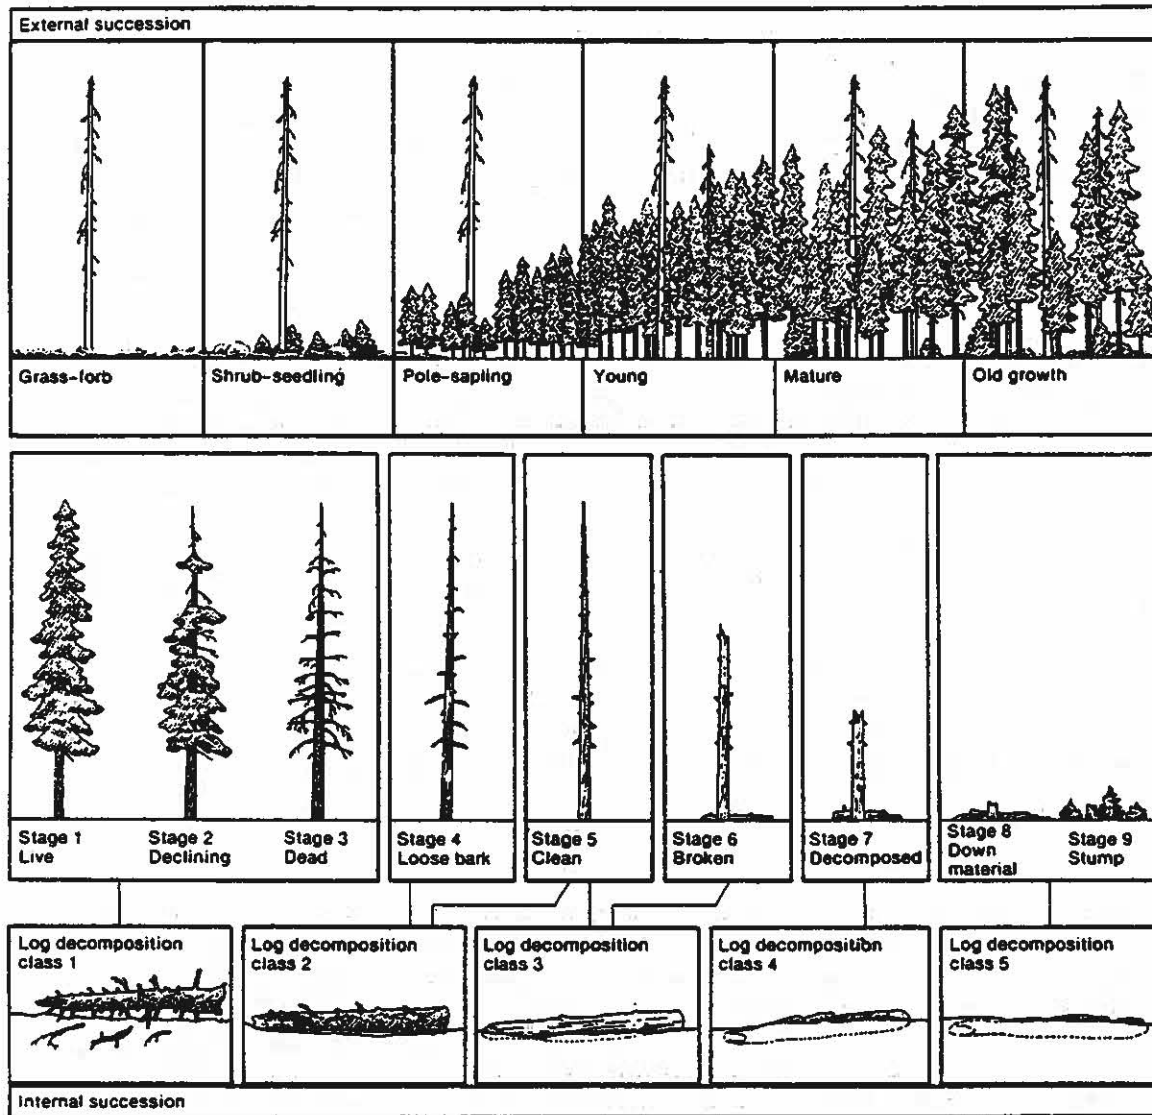 External succession
Grass-forb
Shrub-seedling
Pole-sapling
Young
Mature
Old growth
Stage 1
Live
Stage 2
Declining
Stage 3
Dead
Stage 4
Loose bark
Stage 5
Clean
Stage 6
Broken
Stage 7
Decomposed
Stage 8
Down
material
Stage 9
Stump
Log decomposition
class 1
Log decomposition
class 2
Log decomposition
class 3
Log decomposition
class 4
Log decomposition
class 5
Internal succession